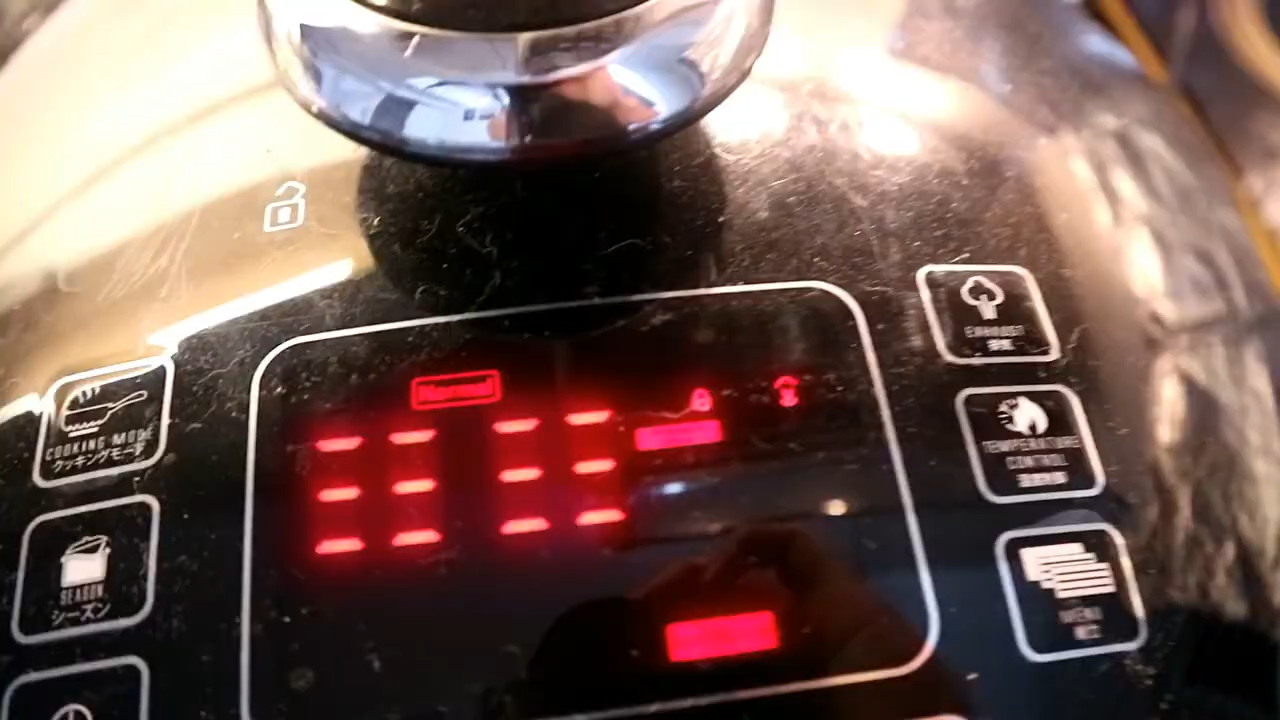 Normal
EXHAUST
COOKING MODE
クッキングモード
TEMPERATURE
CONTROL
SEASON
シーズン
MENU